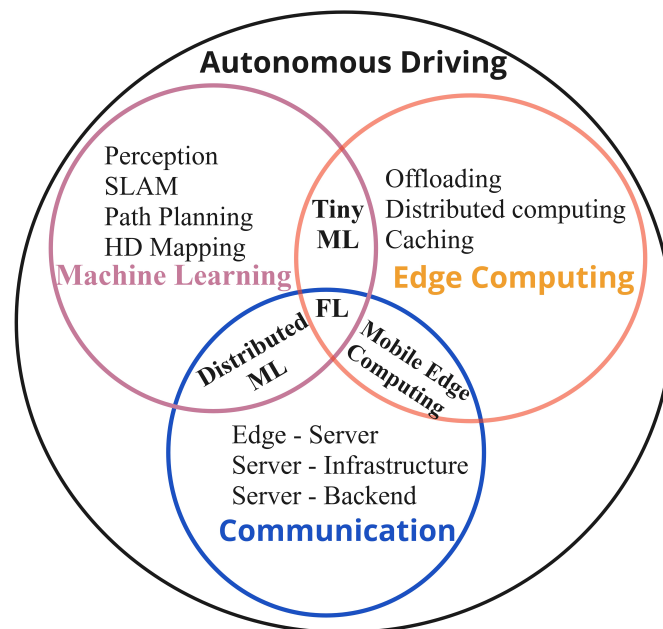 Autonomous Driving
Perception
SLAM
Path Planning
HD Mapping
Machine Learning
Tiny
ML
Offloading
Distributed computing
Caching
Edge Computing
FL
Distributed
ML
Mobile Edge
Computing
Edge - Server
Server - Infrastructure
Server - Backend
Communication